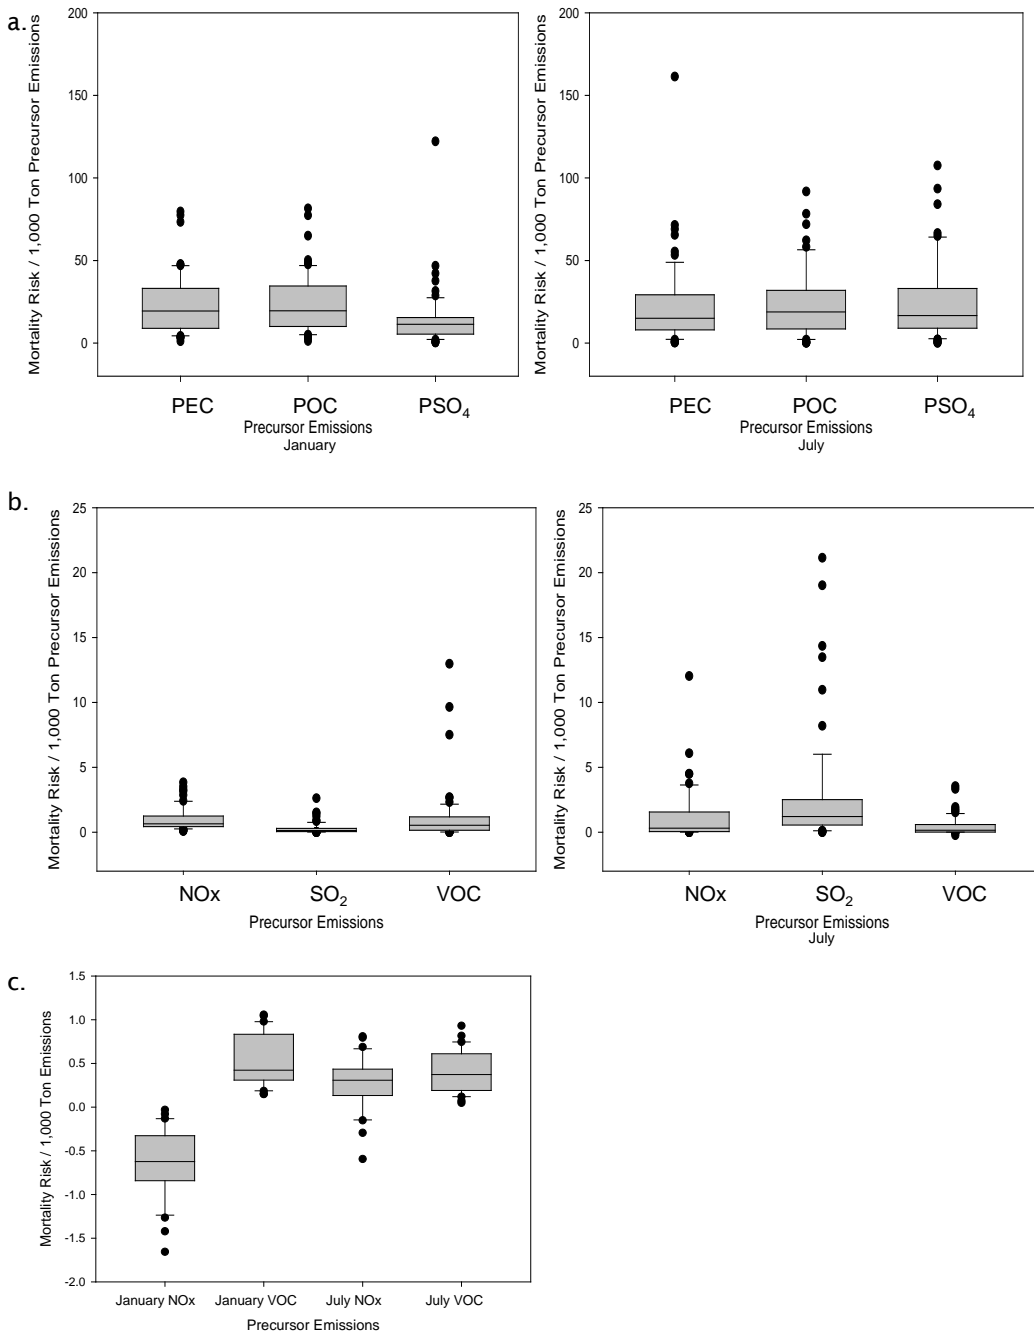 a.
Mortality Risk / 1,000 Ton Precursor Emissions
200
150
100
50
0
PEC POC PSO4
Precursor Emissions
January
Mortality Risk / 1,000 Ton Precursor Emissions
200
150
100
50
0
PEC POC PSO4
Precursor Emissions
July
b.
Mortality Risk / 1,000 Ton Precursor Emissions
25
20
15
10
5
0
NOx SO2 VOC
Precursor Emissions
Mortality Risk / 1,000 Ton Precursor Emissions
25
20
15
10
5
0
NOx SO2 VOC
Precursor Emissions
July
c.
Mortality Risk / 1,000 Ton Emissions
1.5
1.0
0.5
0.0
-0.5
-1.0
-1.5
-2.0
January NOx January VOC July NOx July VOC
Precursor Emissions